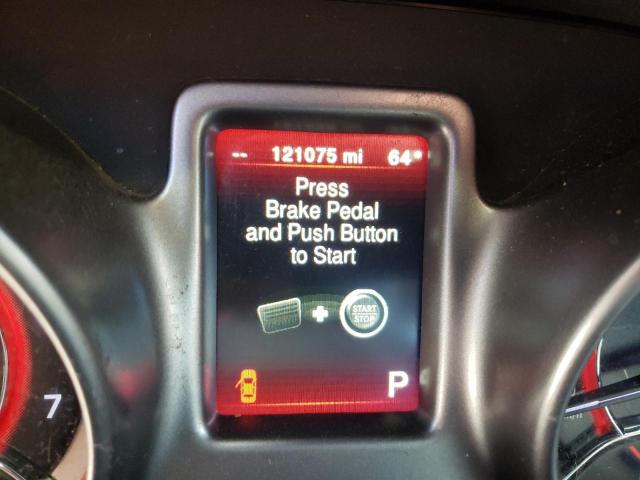 -- 121075 mi 64°
Press
Brake Pedal
and Push Button
to Start
START
STOP
P
7